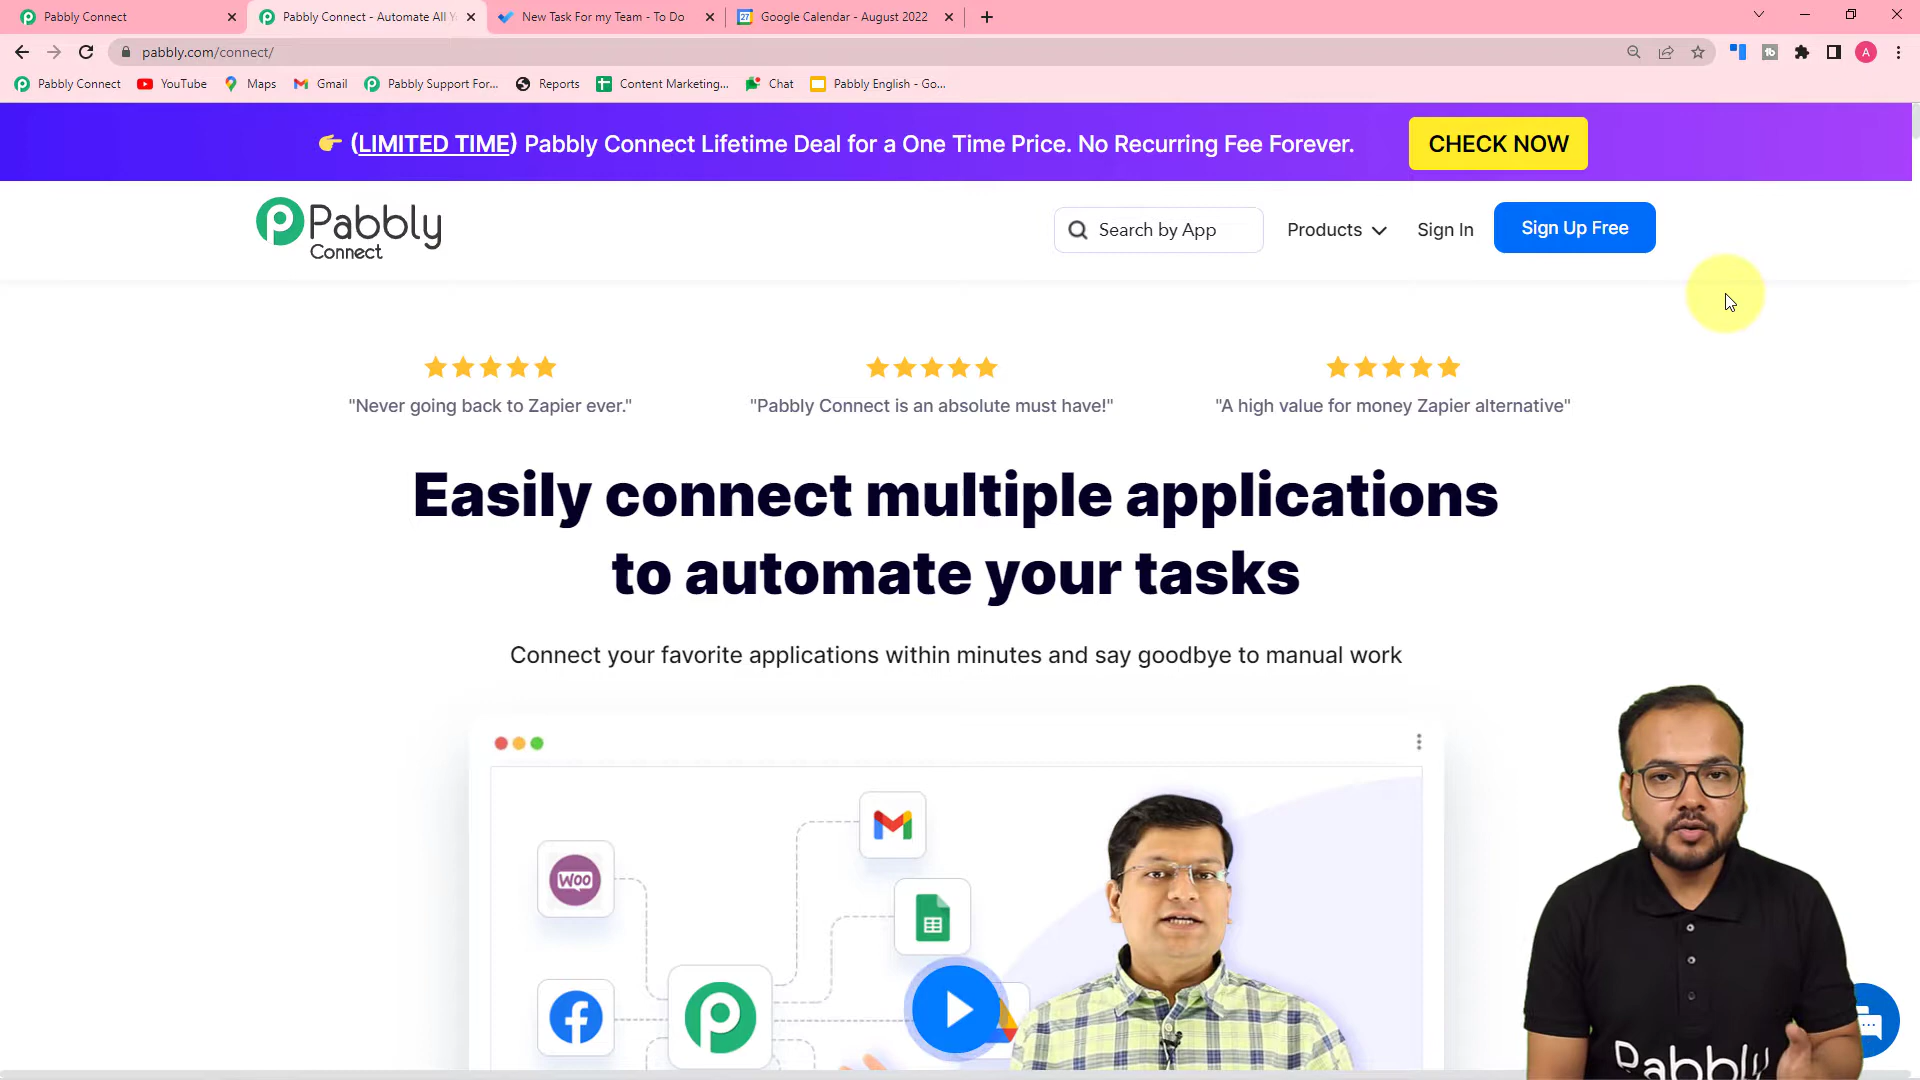 Pabbly Connect
Pabbly Connect - Automate All Y
New Task For my Team - To Do
27
Google Calendar - August 2022
pabbly.com/connect/
A
Pabbly Connect
YouTube
Maps
Gmail
Pabbly Support For...
Reports
Content Marketing...
Chat
Pabbly English - Go...
(LIMITED TIME) Pabbly Connect Lifetime Deal for a One Time Price. No Recurring Fee Forever.
CHECK NOW
Pabbly
Connect
Search by App
Products
Sign In
Sign Up Free
"Never going back to Zapier ever."
"Pabbly Connect is an absolute must have!"
"A high value for money Zapier alternative"
Easily connect multiple applications
to automate your tasks
Connect your favorite applications within minutes and say goodbye to manual work
WOO
Pabbly